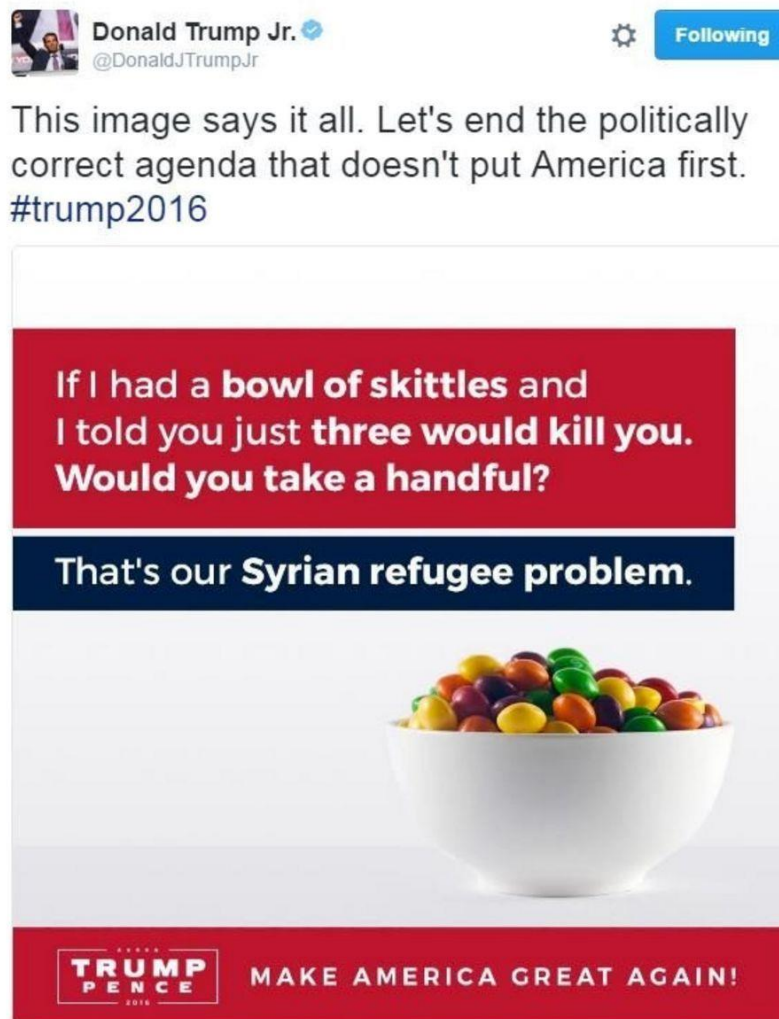 Donald Trump Jr.
@DonaldJTrumpJr
Following
This image says it all. Let's end the politically
correct agenda that doesn't put America first.
#trump2016
If I had a bowl of skittles and
I told you just three would kill you.
Would you take a handful?
That's our Syrian refugee problem.
TRUMP
PENCE
2016
MAKE AMERICA GREAT AGAIN!